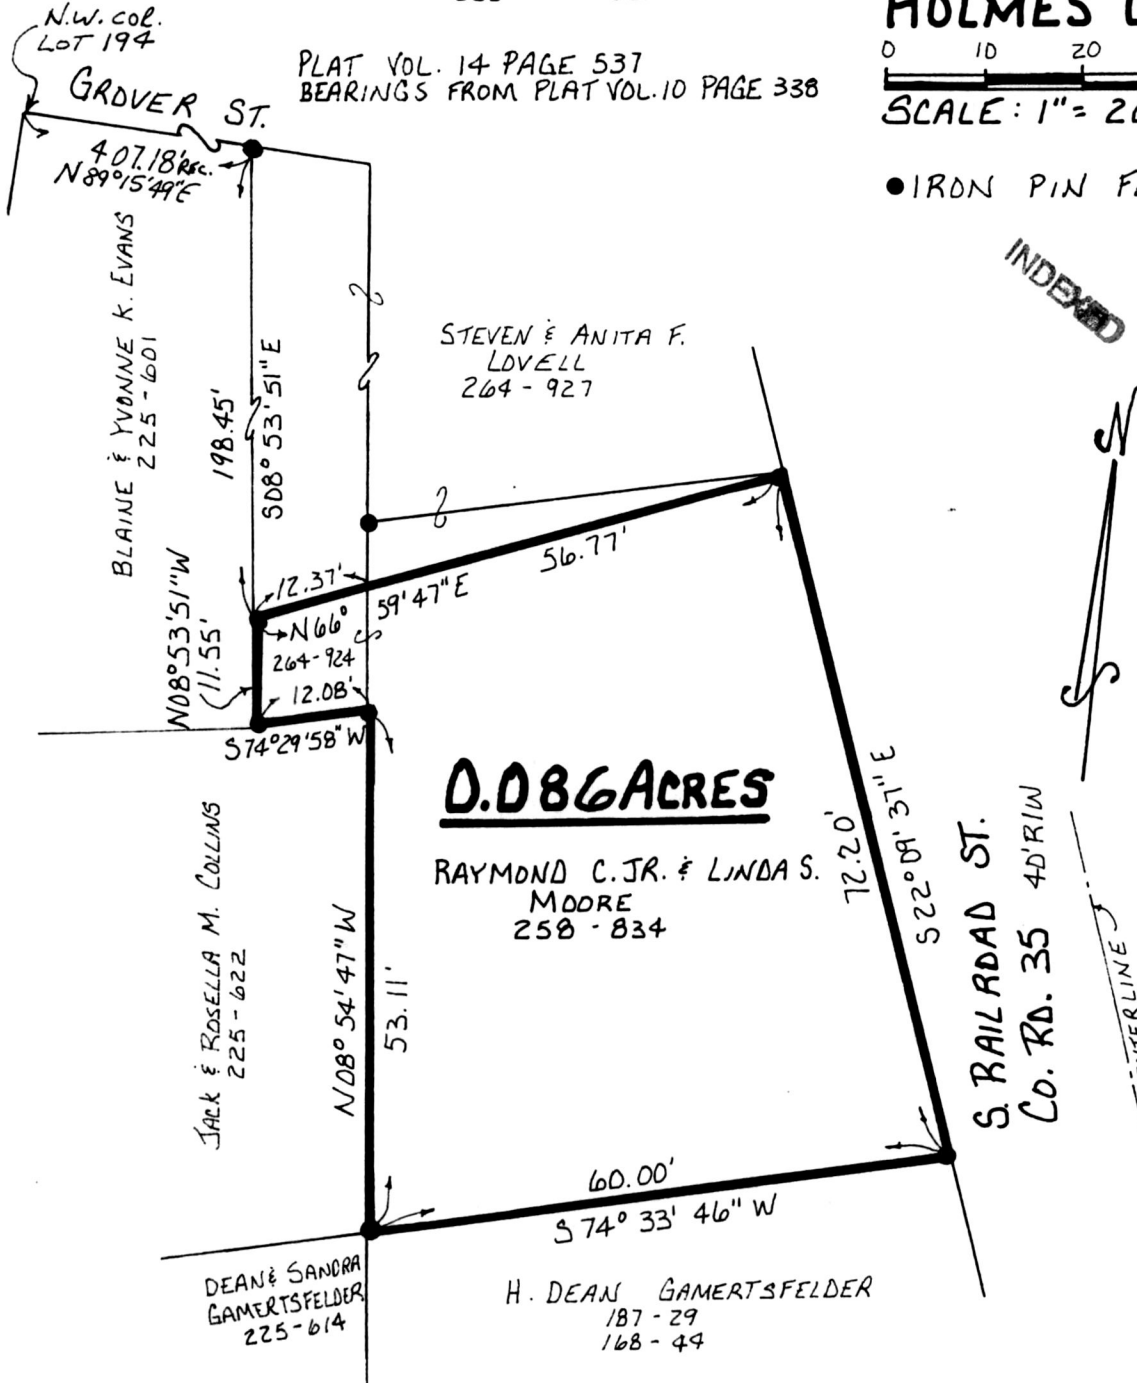 N.W. COR.
LOT 194
GROVER ST.
407.18' REC.
N89°15'49"E
PLAT VOL. 14 PAGE 537
BEARINGS FROM PLAT VOL. 10 PAGE 338
HOLMES
0 10 20
SCALE: 1" = 20
● IRON PIN
INDEXED
BLAINE & YVONNE K. EVANS
225-601
198.45'
S08°53'51"E
STEVEN & ANITA F.
LOVELL
264-927
N
S
N08°53'51"W
11.55'
12.37'
56.77'
N66°
59'47"E
264-924
12.08'
S74°29'58"W
0.086 ACRES
RAYMOND C. JR. & LINDA S.
MOORE
258-834
72.20'
S22°09'37"E
S. RAILROAD ST.
CO. RD. 35 40' R/W
JACK & ROSELLA M. COLLINS
225-622
N08°54'47"W
53.11'
60.00'
S74°33'46"W
DEAN & SANDRA
GAMERTSFELDER
225-614
H. DEAN GAMERTSFELDER
187-29
168-44